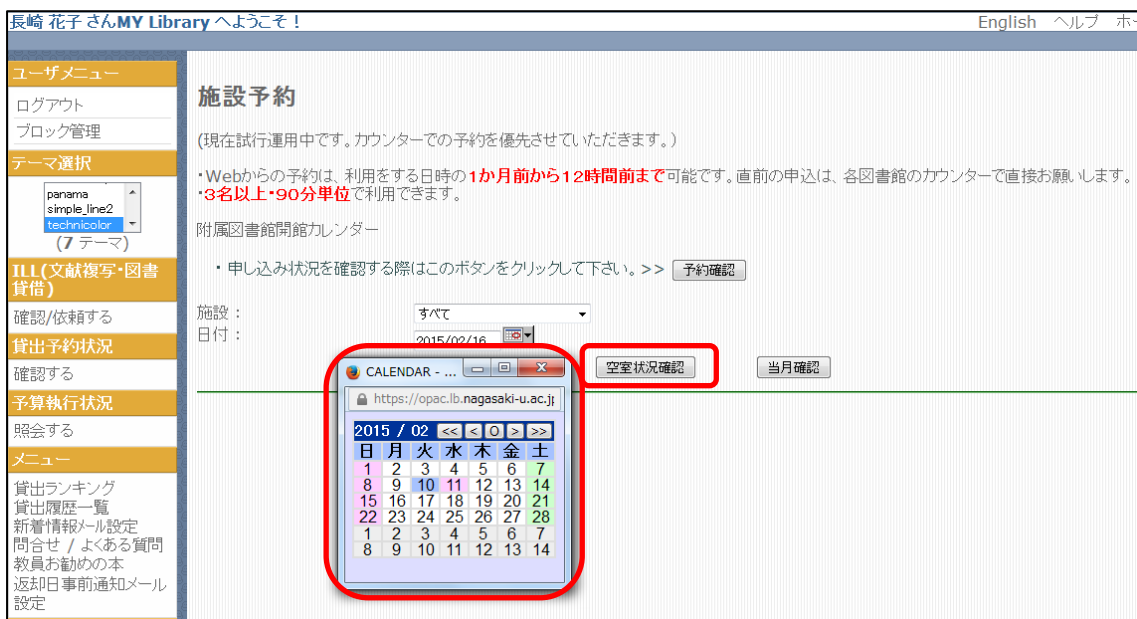 長崎 花子 さんMY Library へようこそ！
English ヘルプ ホー
ユーザメニュー
ログアウト
ブロック管理
テーマ選択
panama
simple_line2
technicolor
(7 テーマ)
ILL(文献複写・図書
貸借)
確認/依頼する
貸出予約状況
確認する
予算執行状況
照会する
メニュー
貸出ランキング
貸出履歴一覧
新着情報メール設定
問合せ / よくある質問
教員お勧めの本
返却日事前通知メール
設定
施設予約
(現在試行運用中です。カウンターでの予約を優先させていただきます。)
・Webからの予約は、利用をする日時の1か月前から12時間前まで可能です。直前の申込は、各図書館のカウンターで直接お願いします。
・3名以上・90分単位で利用できます。
附属図書館開館カレンダー
・申し込み状況を確認する際はこのボタンをクリックして下さい。>> 予約確認
施設： すべて
日付： 2015/02/16
空室状況確認 当月確認
CALENDAR - ...
https://opac.lb.nagasaki-u.ac.jp
2015 / 02 << < O > >>
日 月 火 水 木 金 土
1 2 3 4 5 6 7
8 9 10 11 12 13 14
15 16 17 18 19 20 21
22 23 24 25 26 27 28
1 2 3 4 5 6 7
8 9 10 11 12 13 14